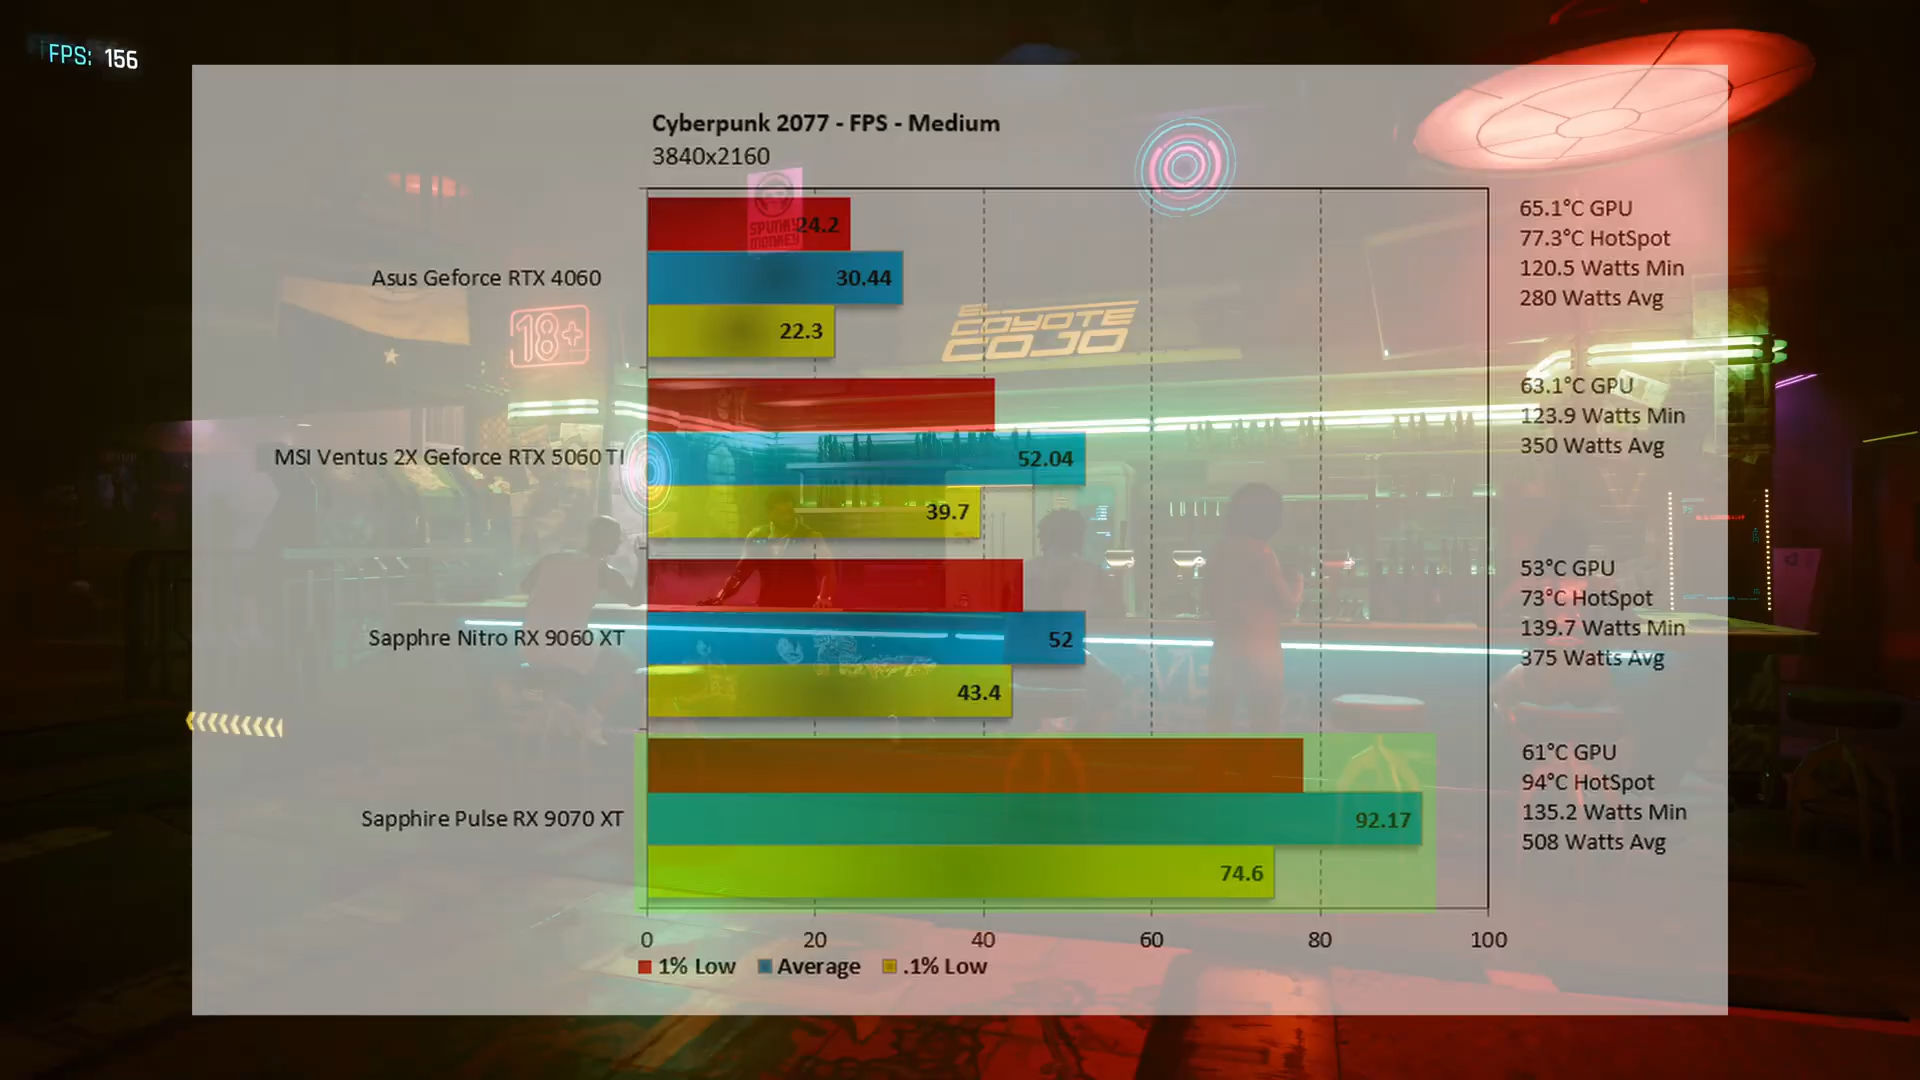 FPS: 156
Cyberpunk 2077 - FPS - Medium
3840x2160
SPUNKY
MONKEY
24.2
Asus Geforce RTX 4060
30.44
22.3
65.1°C GPU
77.3°C HotSpot
120.5 Watts Min
280 Watts Avg
18+
EL
COYOTE
COJO
MSI Ventus 2X Geforce RTX 5060 TI
52.04
39.7
63.1°C GPU
123.9 Watts Min
350 Watts Avg
Sapphre Nitro RX 9060 XT
52
43.4
53°C GPU
73°C HotSpot
139.7 Watts Min
375 Watts Avg
Sapphire Pulse RX 9070 XT
92.17
74.6
61°C GPU
94°C HotSpot
135.2 Watts Min
508 Watts Avg
0 20 40 60 80 100
1% Low Average .1% Low